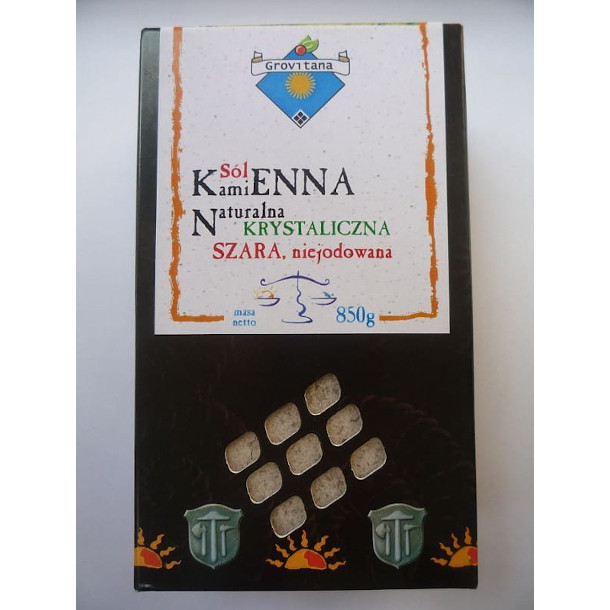 Grovitana
Sól
KamiENNA
Naturalna
KRYSTALICZNA
SZARA, niejodowana
masa
netto
850g